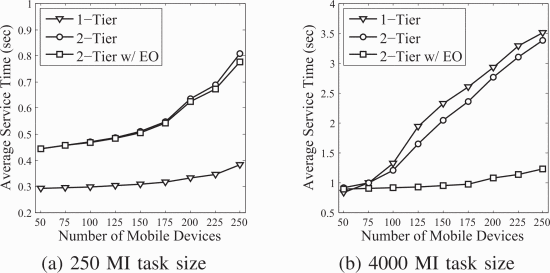 Average Service Time (sec)
1
0.9
0.8
0.7
0.6
0.5
0.4
0.3
0.2
1-Tier
2-Tier
2-Tier w/ EO
50 75 100 125 150 175 200 225 250
Number of Mobile Devices
(a) 250 MI task size
Average Service Time (sec)
4
3.5
3
2.5
2
1.5
1
0.5
1-Tier
2-Tier
2-Tier w/ EO
50 75 100 125 150 175 200 225 250
Number of Mobile Devices
(b) 4000 MI task size